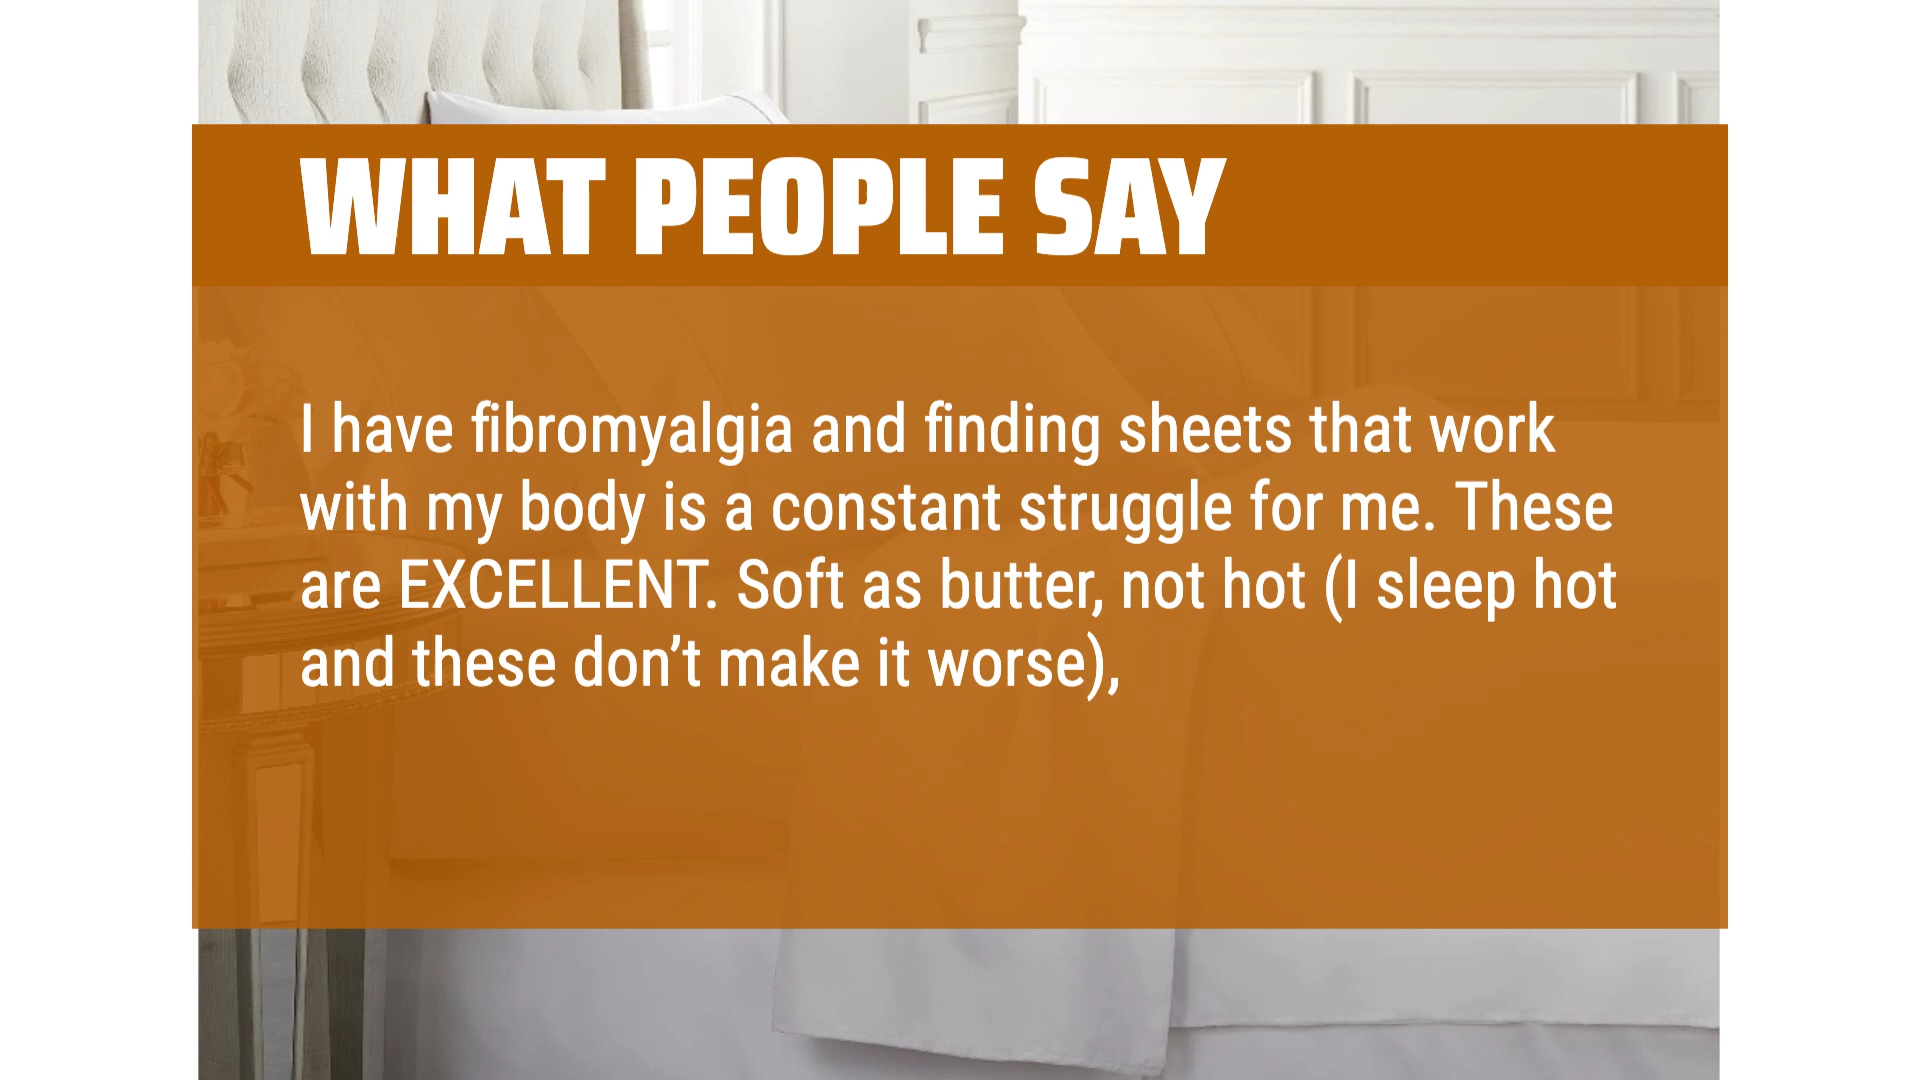 WHAT PEOPLE SAY
I have fibromyalgia and finding sheets that work
with my body is a constant struggle for me. These
are EXCELLENT. Soft as butter, not hot (I sleep hot
and these don’t make it worse),